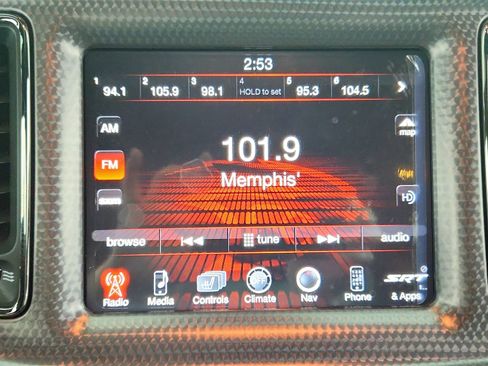 2:53
1 2 3 4 5 6
94.1 105.9 98.1 HOLD to set 95.3 104.5
AM
map
101.9
FM
Memphis'
HD
browse tune audio
OFF
SRT
Radio Media Controls Climate Nav Phone & Apps